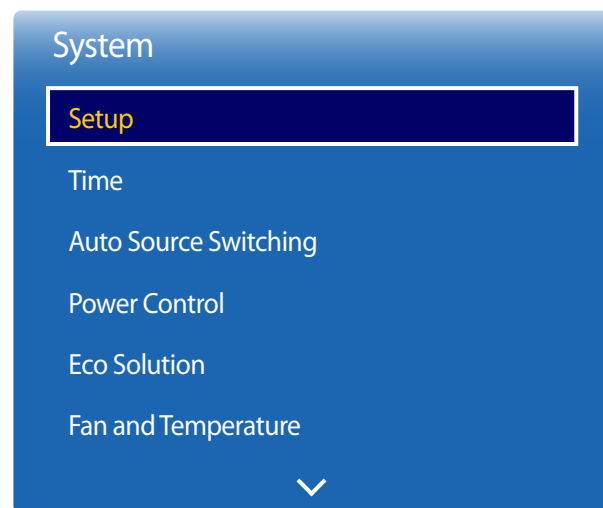 System
Setup
Time
Auto Source Switching
Power Control
Eco Solution
Fan and Temperature